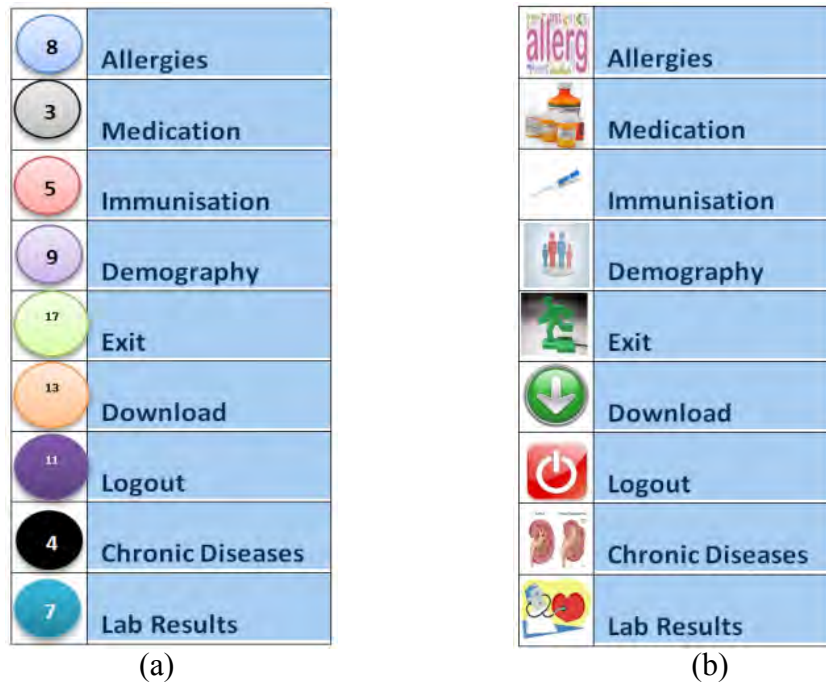 8 Allergies
3 Medication
5 Immunisation
9 Demography
17 Exit
13 Download
11 Logout
4 Chronic Diseases
7 Lab Results
(a)
allerg Allergies
Medication
Immunisation
Demography
Exit
Download
Logout
Chronic Diseases
Lab Results
(b)